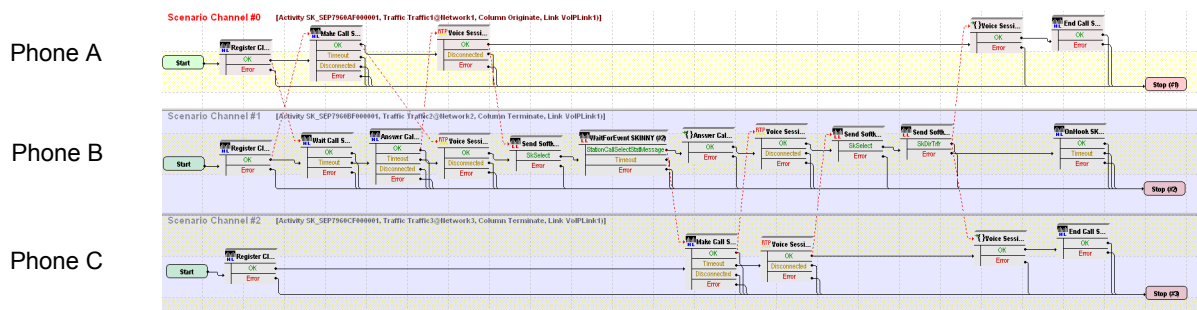 Scenario Channel #0 [Activity SK_SEP7960AF000001, Traffic Traffic1@Network1, Column Originate, Link VoIPLink1)]
Phone A
Start
Register Cl...
OK
Error
Make Call S...
OK
Timeout
Disconnected
Error
Voice Sessi...
OK
Disconnected
Error
Voice Sessi...
OK
Error
End Call S...
OK
Error
Stop (#1)
Scenario Channel #1 [Activity SK_SEP7960BF000001, Traffic Traffic2@Network2, Column Terminate, Link VoIPLink1)]
Phone B
Start
Register Cl...
OK
Error
Wait Call S...
OK
Timeout
Error
Answer Cal...
OK
Timeout
Disconnected
Error
Voice Sessi...
OK
Disconnected
Error
Send Softk...
SkSelect
Error
WaitForEvent SKINNY (#2)
StationCallSelectStatMessage
Timeout
Error
Answer Cal...
OK
Error
Voice Sessi...
OK
Disconnected
Error
Send Softk...
SkSelect
Error
Send Softk...
SkDirTrfr
Error
OnHook SK...
OK
Timeout
Error
Stop (#2)
Scenario Channel #2 [Activity SK_SEP7960CF000001, Traffic Traffic3@Network3, Column Terminate, Link VoIPLink1)]
Phone C
Start
Register Cl...
OK
Error
Make Call S...
OK
Timeout
Disconnected
Error
Voice Sessi...
OK
Disconnected
Error
Voice Sessi...
OK
Error
End Call S...
OK
Error
Stop (#3)